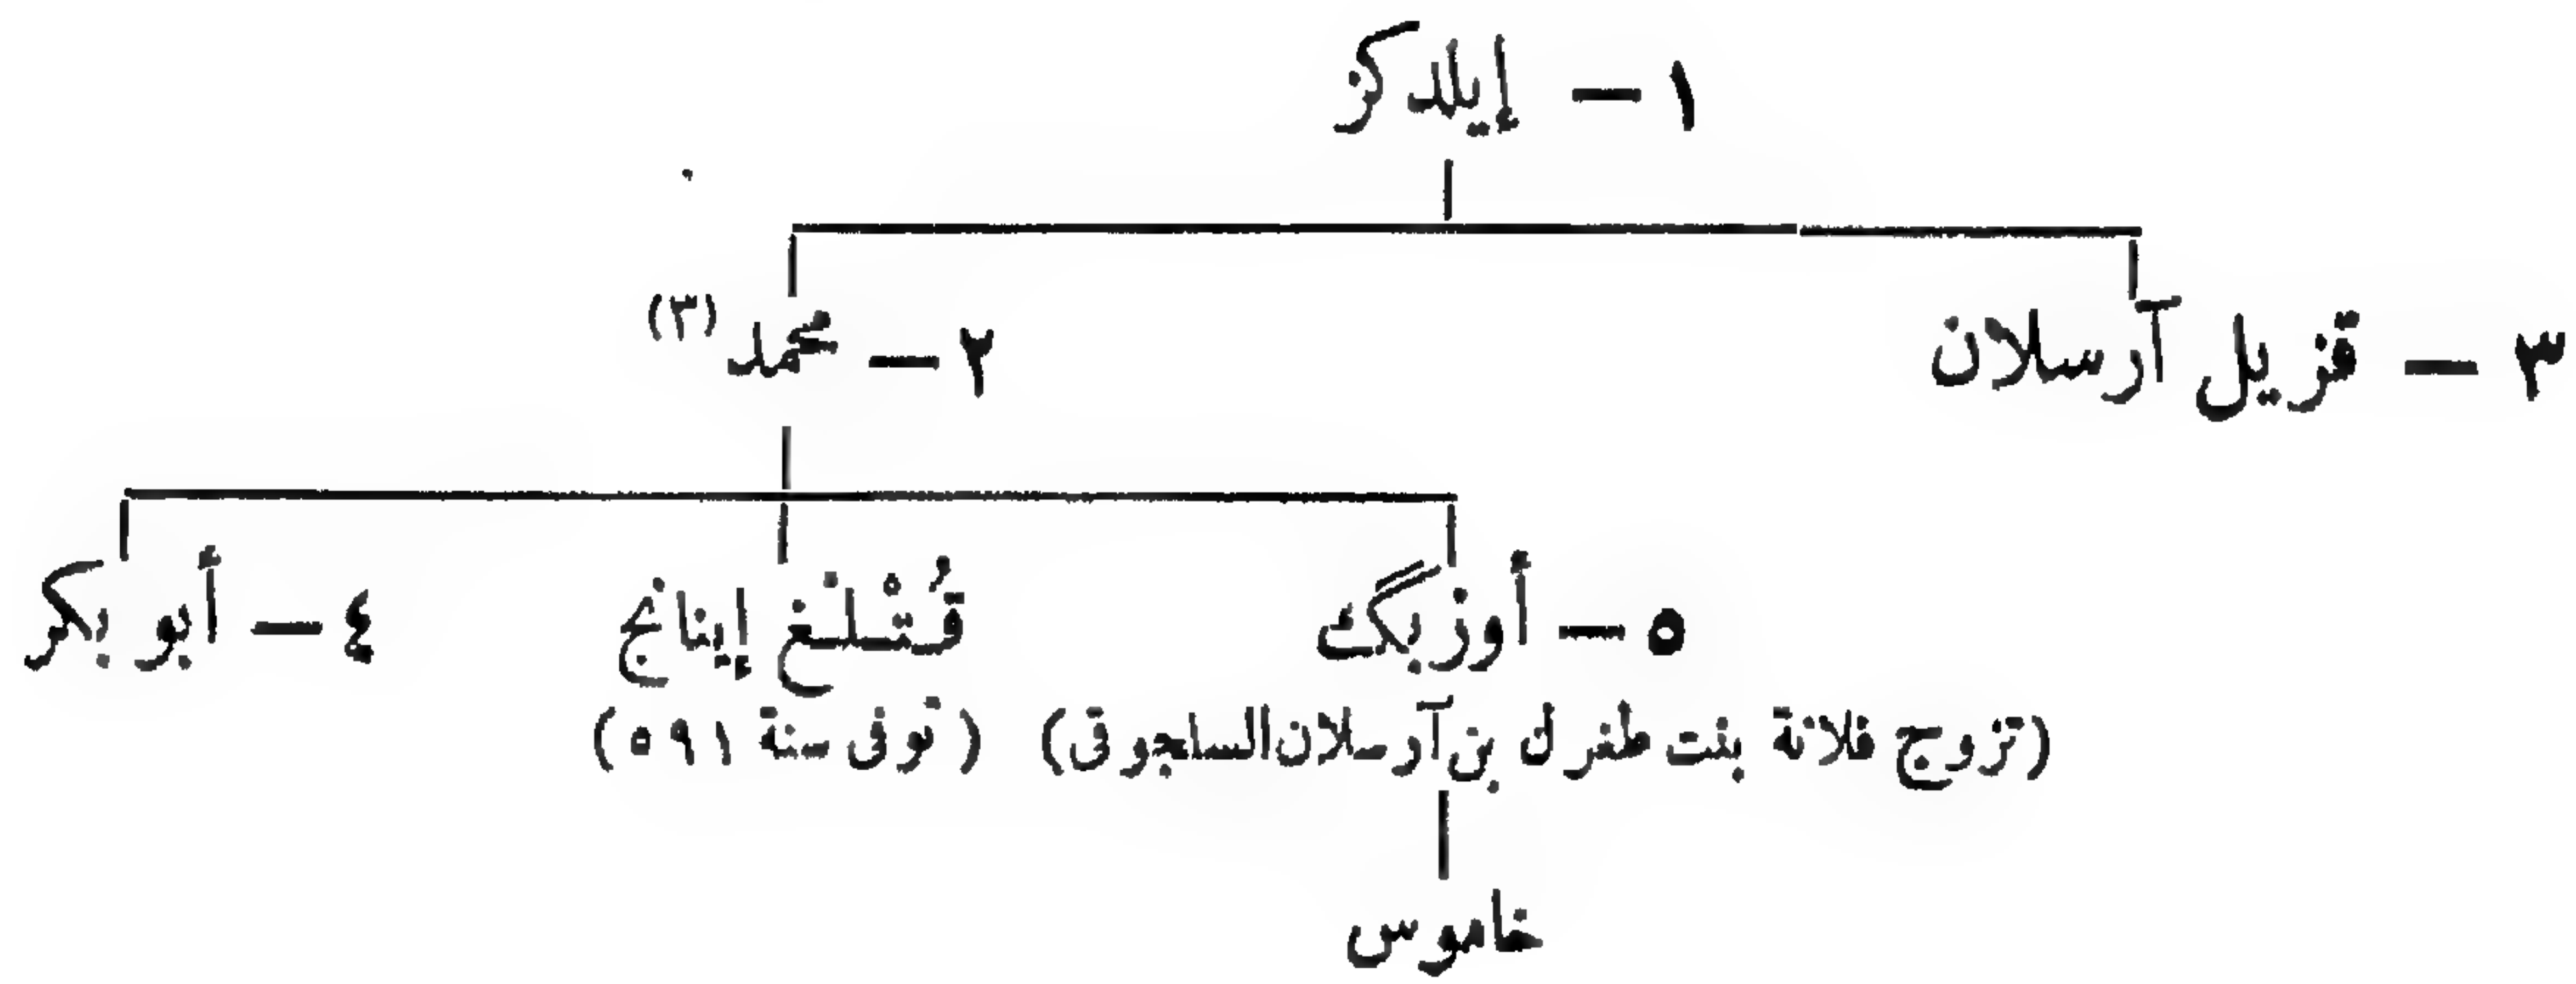 ١ – إيلدكز
٣ – قزيل آرسلان
٢ – محمد (٣)
٥ – أوزبگ
قُتْلغ إينانج
٤ – أبو بكر
(تزوج فلانة بنت طغرل بن آرسلان السلجوقى)
(توفى سنة ٥٩١)
خاموس